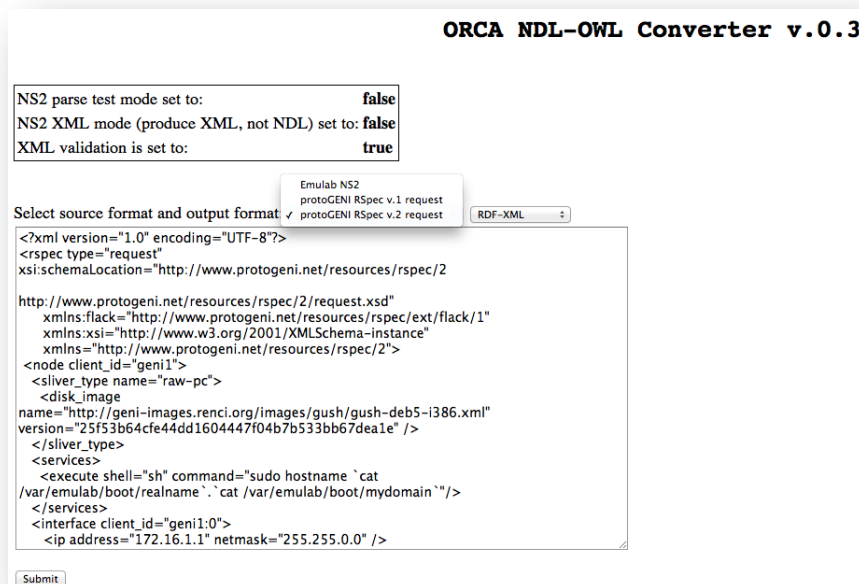 ORCA NDL-OWL Converter v.0.3
NS2 parse test mode set to: false
NS2 XML mode (produce XML, not NDL) set to: false
XML validation is set to: true
Emulab NS2
protoGENI RSpec v.1 request
Select source format and output format: ✓ protoGENI RSpec v.2 request RDF-XML
<?xml version="1.0" encoding="UTF-8"?>
<rspec type="request"
xsi:schemaLocation="http://www.protogeni.net/resources/rspec/2
http://www.protogeni.net/resources/rspec/2/request.xsd"
xmlns:flack="http://www.protogeni.net/resources/rspec/ext/flack/1"
xmlns:xsi="http://www.w3.org/2001/XMLSchema-instance"
xmlns="http://www.protogeni.net/resources/rspec/2">
<node client_id="geni1">
<sliver_type name="raw-pc">
<disk_image
name="http://geni-images.renci.org/images/gush/gush-deb5-i386.xml"
version="25f53b64cfe44dd1604447f04b7b533bb67dea1e" />
</sliver_type>
<services>
<execute shell="sh" command="sudo hostname `cat
/var/emulab/boot/realname`.`cat /var/emulab/boot/mydomain`"/>
</services>
<interface client_id="geni1:0">
<ip address="172.16.1.1" netmask="255.255.0.0" />
Submit